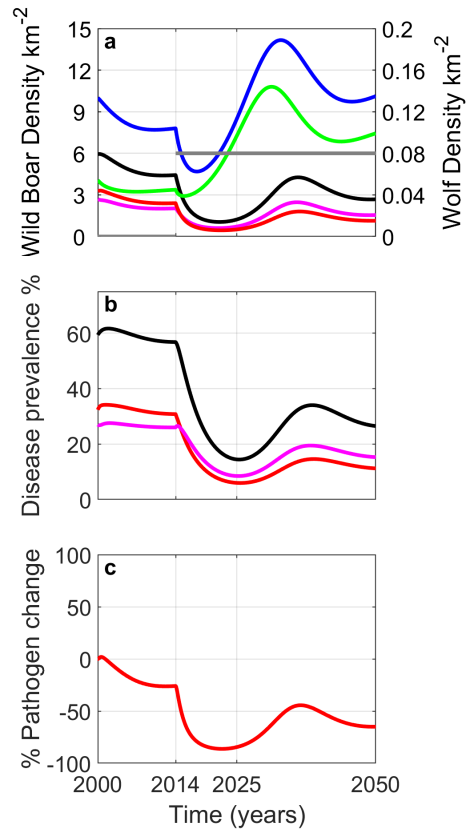 a
Wild Boar Density km-2
15
12
9
6
3
0
Wolf Density km-2
0.2
0.16
0.12
0.08
0.04
0
b
Disease prevalence %
60
40
20
0
c
% Pathogen change
100
50
0
-50
-100
2000 2014 2025 2050
Time (years)